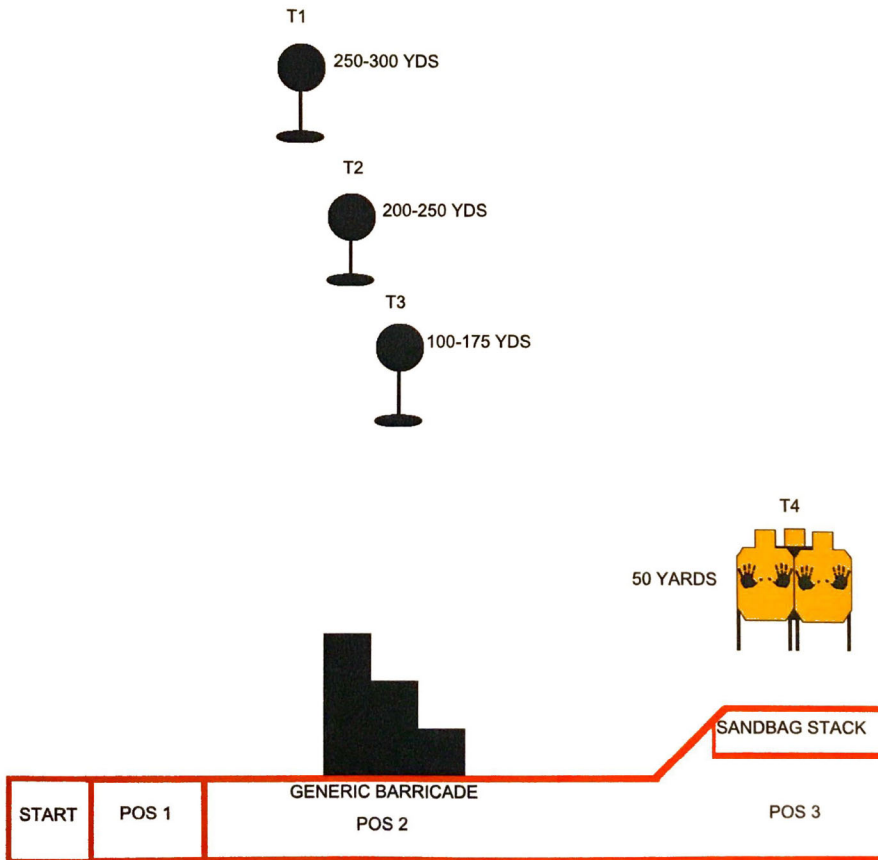 T1
250-300 YDS
T2
200-250 YDS
T3
100-175 YDS
T4
50 YARDS
SANDBAG STACK
GENERIC BARRICADE
START
POS 1
POS 2
POS 3